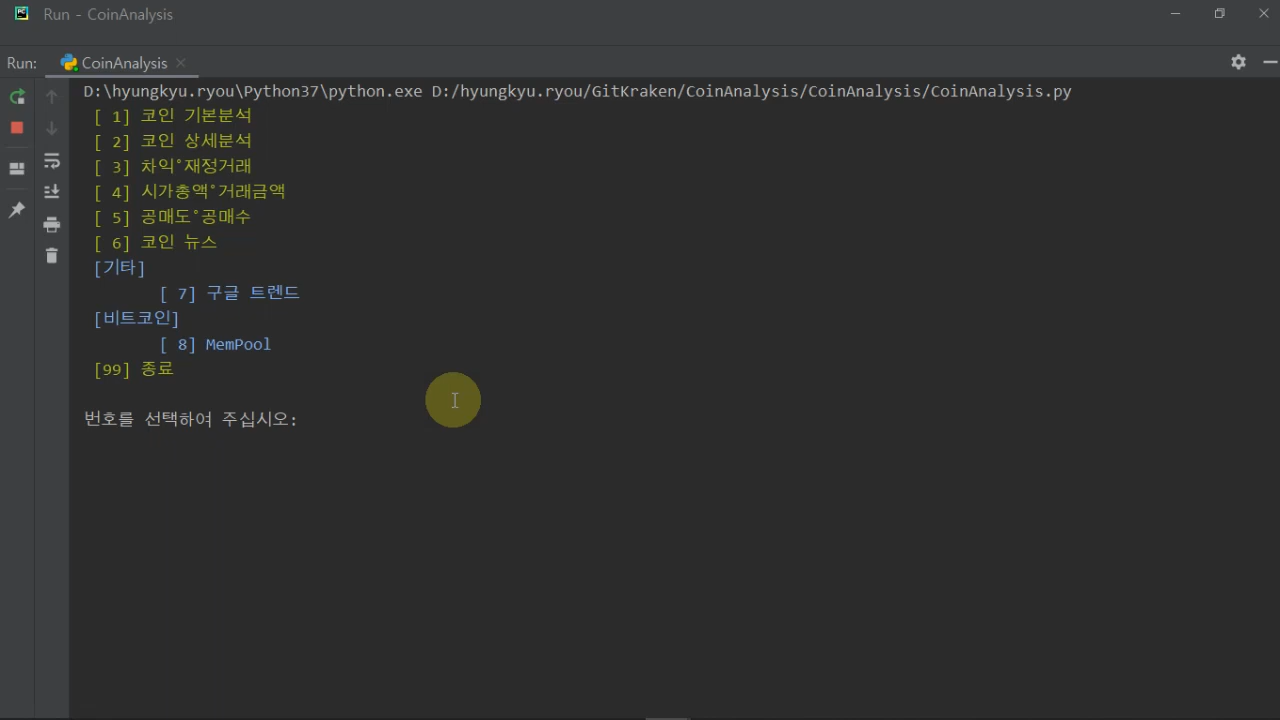 Run - CoinAnalysis
Run: CoinAnalysis
D:\hyungkyu.ryou\Python37\python.exe D:/hyungkyu.ryou/GitKraken/CoinAnalysis/CoinAnalysis/CoinAnalysis.py
[ 1] 코인 기본분석
[ 2] 코인 상세분석
[ 3] 차익˚재정거래
[ 4] 시가총액˚거래금액
[ 5] 공매도˚공매수
[ 6] 코인 뉴스
[기타]
[ 7] 구글 트렌드
[비트코인]
[ 8] MemPool
[99] 종료
번호를 선택하여 주십시오: